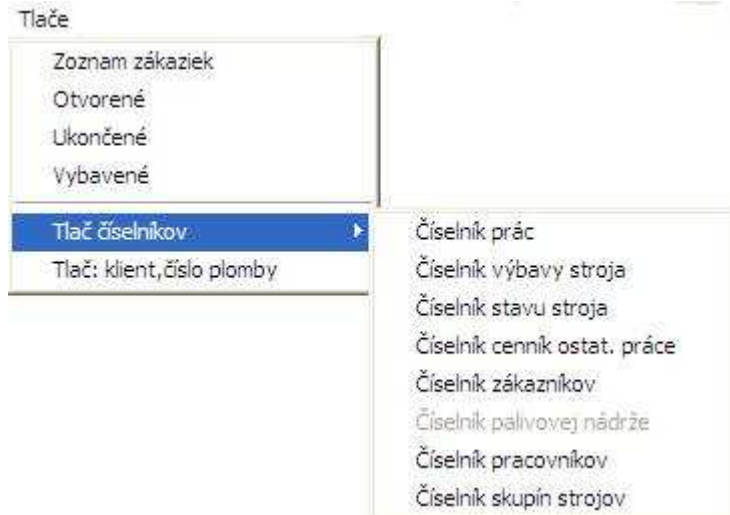 Tlače
Zoznam zákaziek
Otvorené
Ukončené
Vybavené
Tlač číselníkov
Tlač: klient,číslo plomby
Číselník prác
Číselník výbavy stroja
Číselník stavu stroja
Číselník cenník ostat. práce
Číselník zákazníkov
Číselník palivovej nádrže
Číselník pracovníkov
Číselník skupín strojov